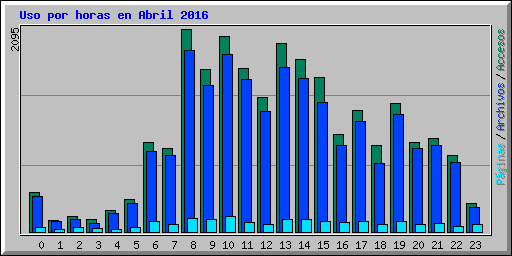 Uso por horas en Abril 2016
2095
Páginas / Archivos / Accesos
0 1 2 3 4 5 6 7 8 9 10 11 12 13 14 15 16 17 18 19 20 21 22 23